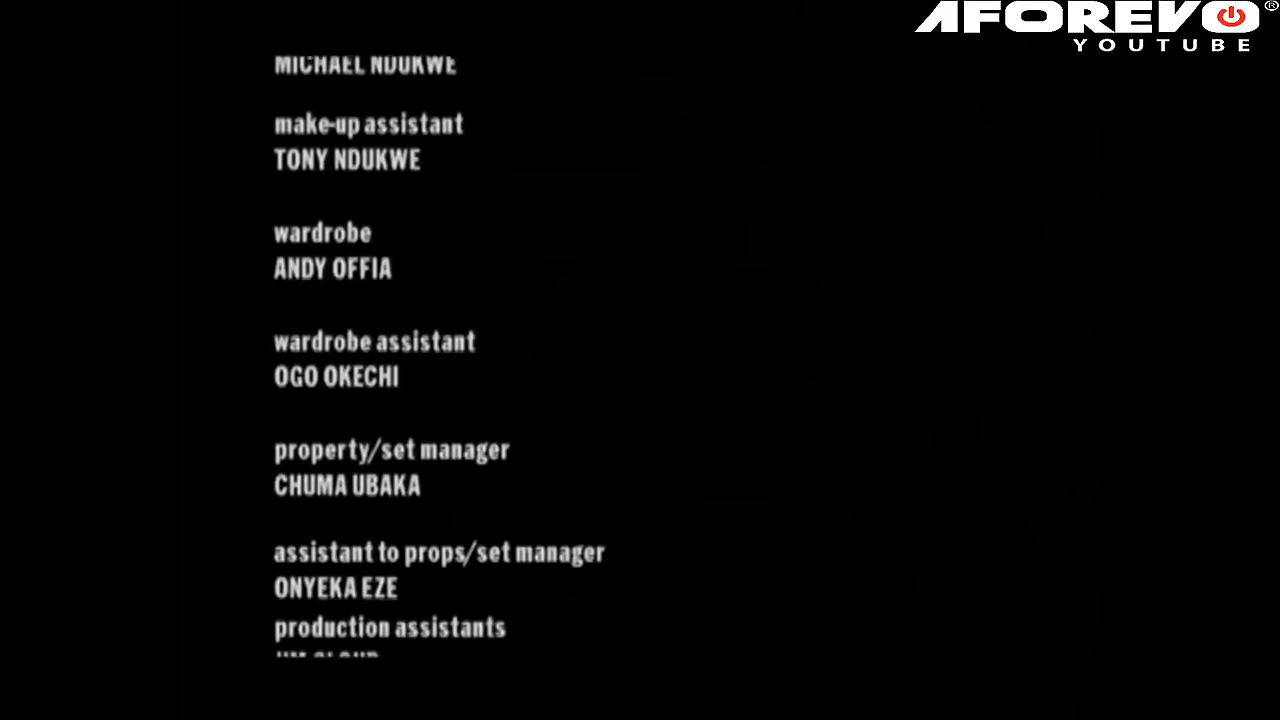 AFOREVO®
YOUTUBE
MICHAEL NDUKWE
make-up assistant
TONY NDUKWE
wardrobe
ANDY OFFIA
wardrobe assistant
OGO OKECHI
property/set manager
CHUMA UBAKA
assistant to props/set manager
ONYEKA EZE
production assistants